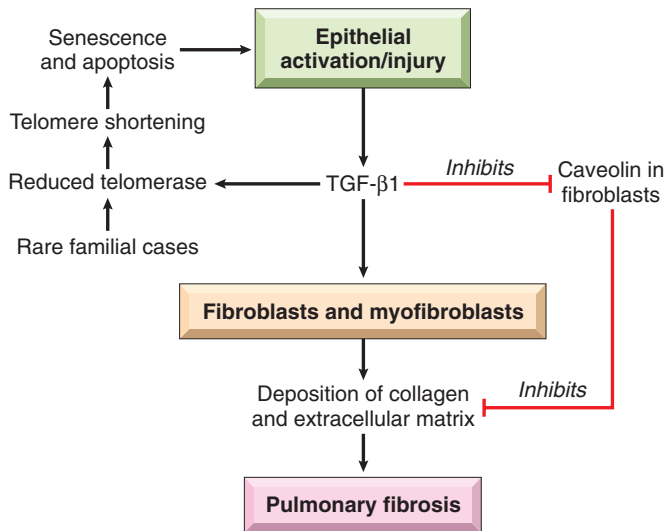 Senescence
and apoptosis
Epithelial
activation/injury
Telomere shortening
Reduced telomerase
TGF-β1
Inhibits
Caveolin in
fibroblasts
Rare familial cases
Fibroblasts and myofibroblasts
Deposition of collagen
and extracellular matrix
Inhibits
Pulmonary fibrosis